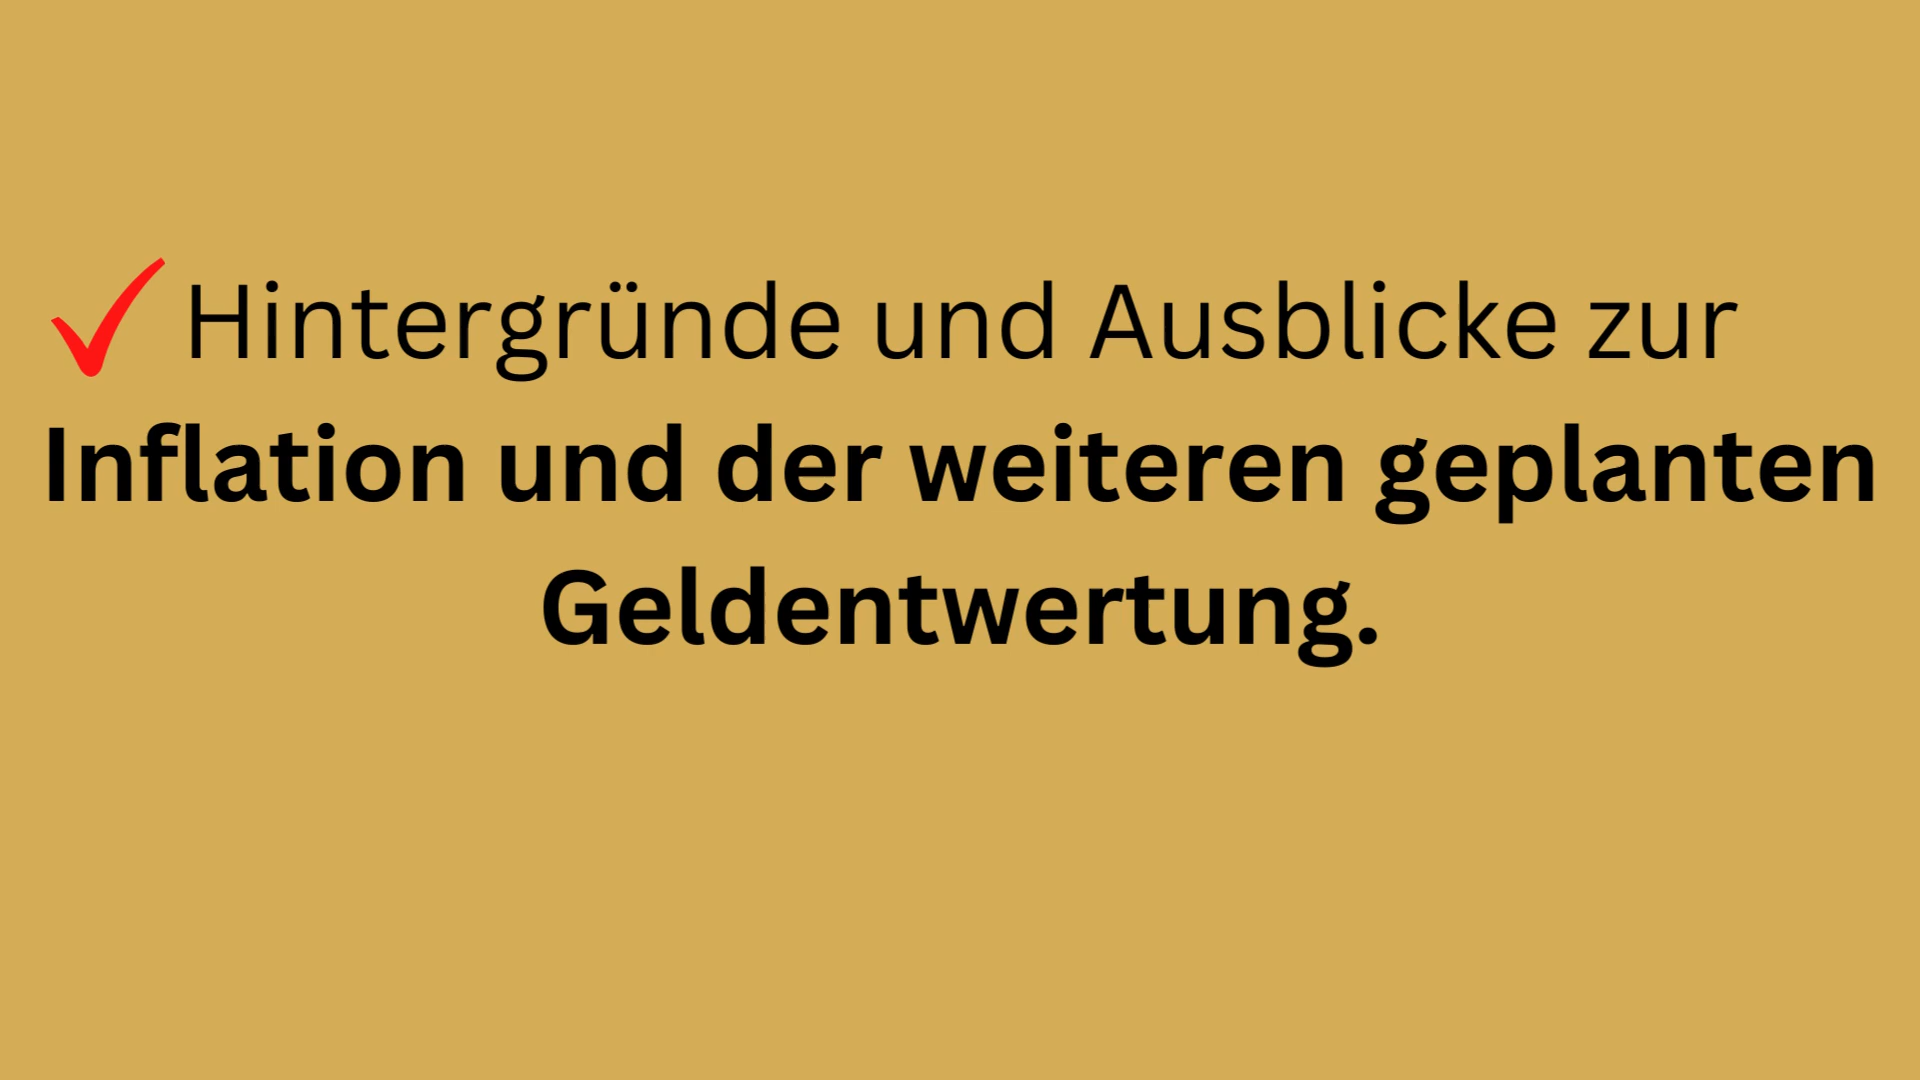 Hintergründe und Ausblicke zur
Inflation und der weiteren geplanten
Geldentwertung.